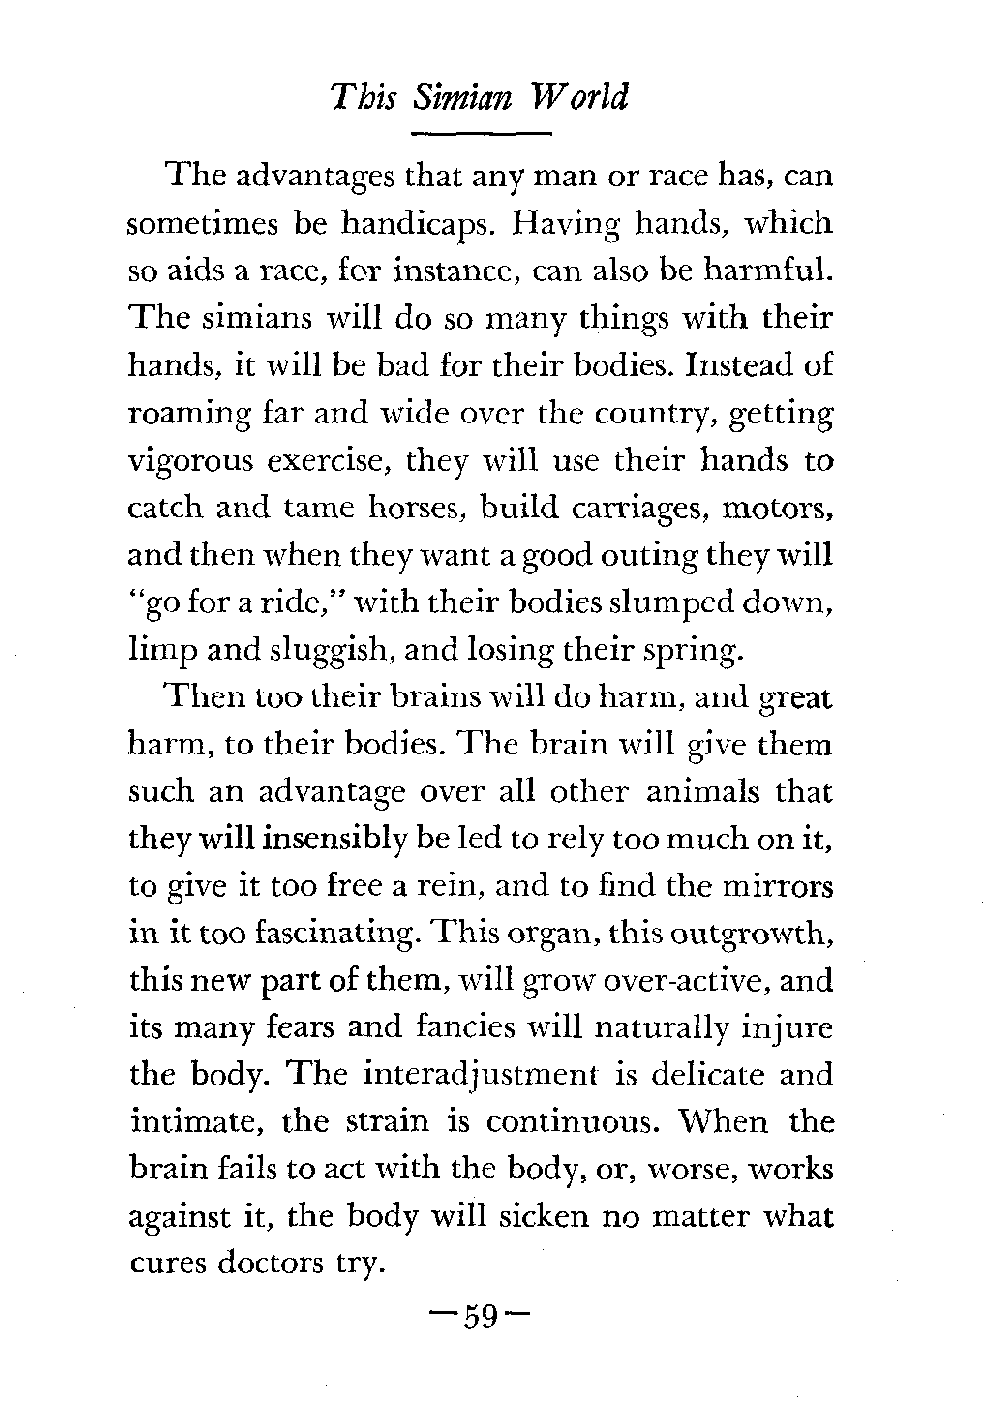 This Simian World
The advantages that any man or race has, can
sometimes be handicaps. Having hands, which
so aids a race, for instance, can also be harmful.
The simians will do so many things with their
hands, it will be bad for their bodies. Instead of
roaming far and wide over the country, getting
vigorous exercise, they will use their hands to
catch and tame horses, build carriages, motors,
and then when they want a good outing they will
“go for a ride,” with their bodies slumped down,
limp and sluggish, and losing their spring.
Then too their brains will do harm, and great
harm, to their bodies. The brain will give them
such an advantage over all other animals that
they will insensibly be led to rely too much on it,
to give it too free a rein, and to find the mirrors
in it too fascinating. This organ, this outgrowth,
this new part of them, will grow over-active, and
its many fears and fancies will naturally injure
the body. The interadjustment is delicate and
intimate, the strain is continuous. When the
brain fails to act with the body, or, worse, works
against it, the body will sicken no matter what
cures doctors try.
—59—